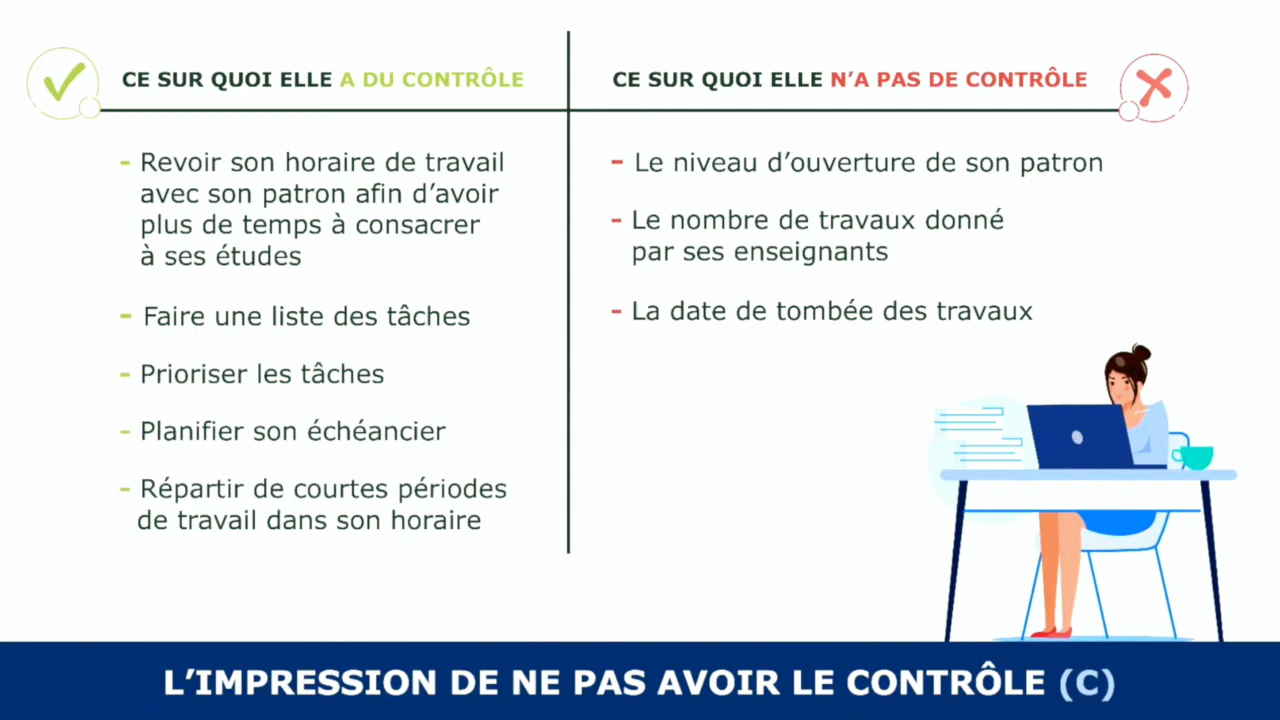 CE SUR QUOI ELLE A DU CONTRÔLE
- Revoir son horaire de travail
avec son patron afin d’avoir
plus de temps à consacrer
à ses études
- Faire une liste des tâches
- Prioriser les tâches
- Planifier son échéancier
- Répartir de courtes périodes
de travail dans son horaire
CE SUR QUOI ELLE N’A PAS DE CONTRÔLE
- Le niveau d’ouverture de son patron
- Le nombre de travaux donné
par ses enseignants
- La date de tombée des travaux
L’IMPRESSION DE NE PAS AVOIR LE CONTRÔLE (C)